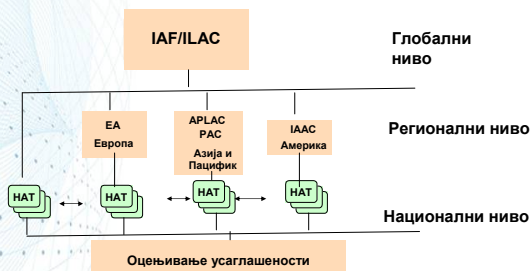 IAF/ILAC
Глобални
ниво
EA
Европа
APLAC
PAC
Азија и
Пацифик
IAAC
Америка
Регионални ниво
НАТ
НАТ
НАТ
НАТ
Национални ниво
Оцењивање усаглашености